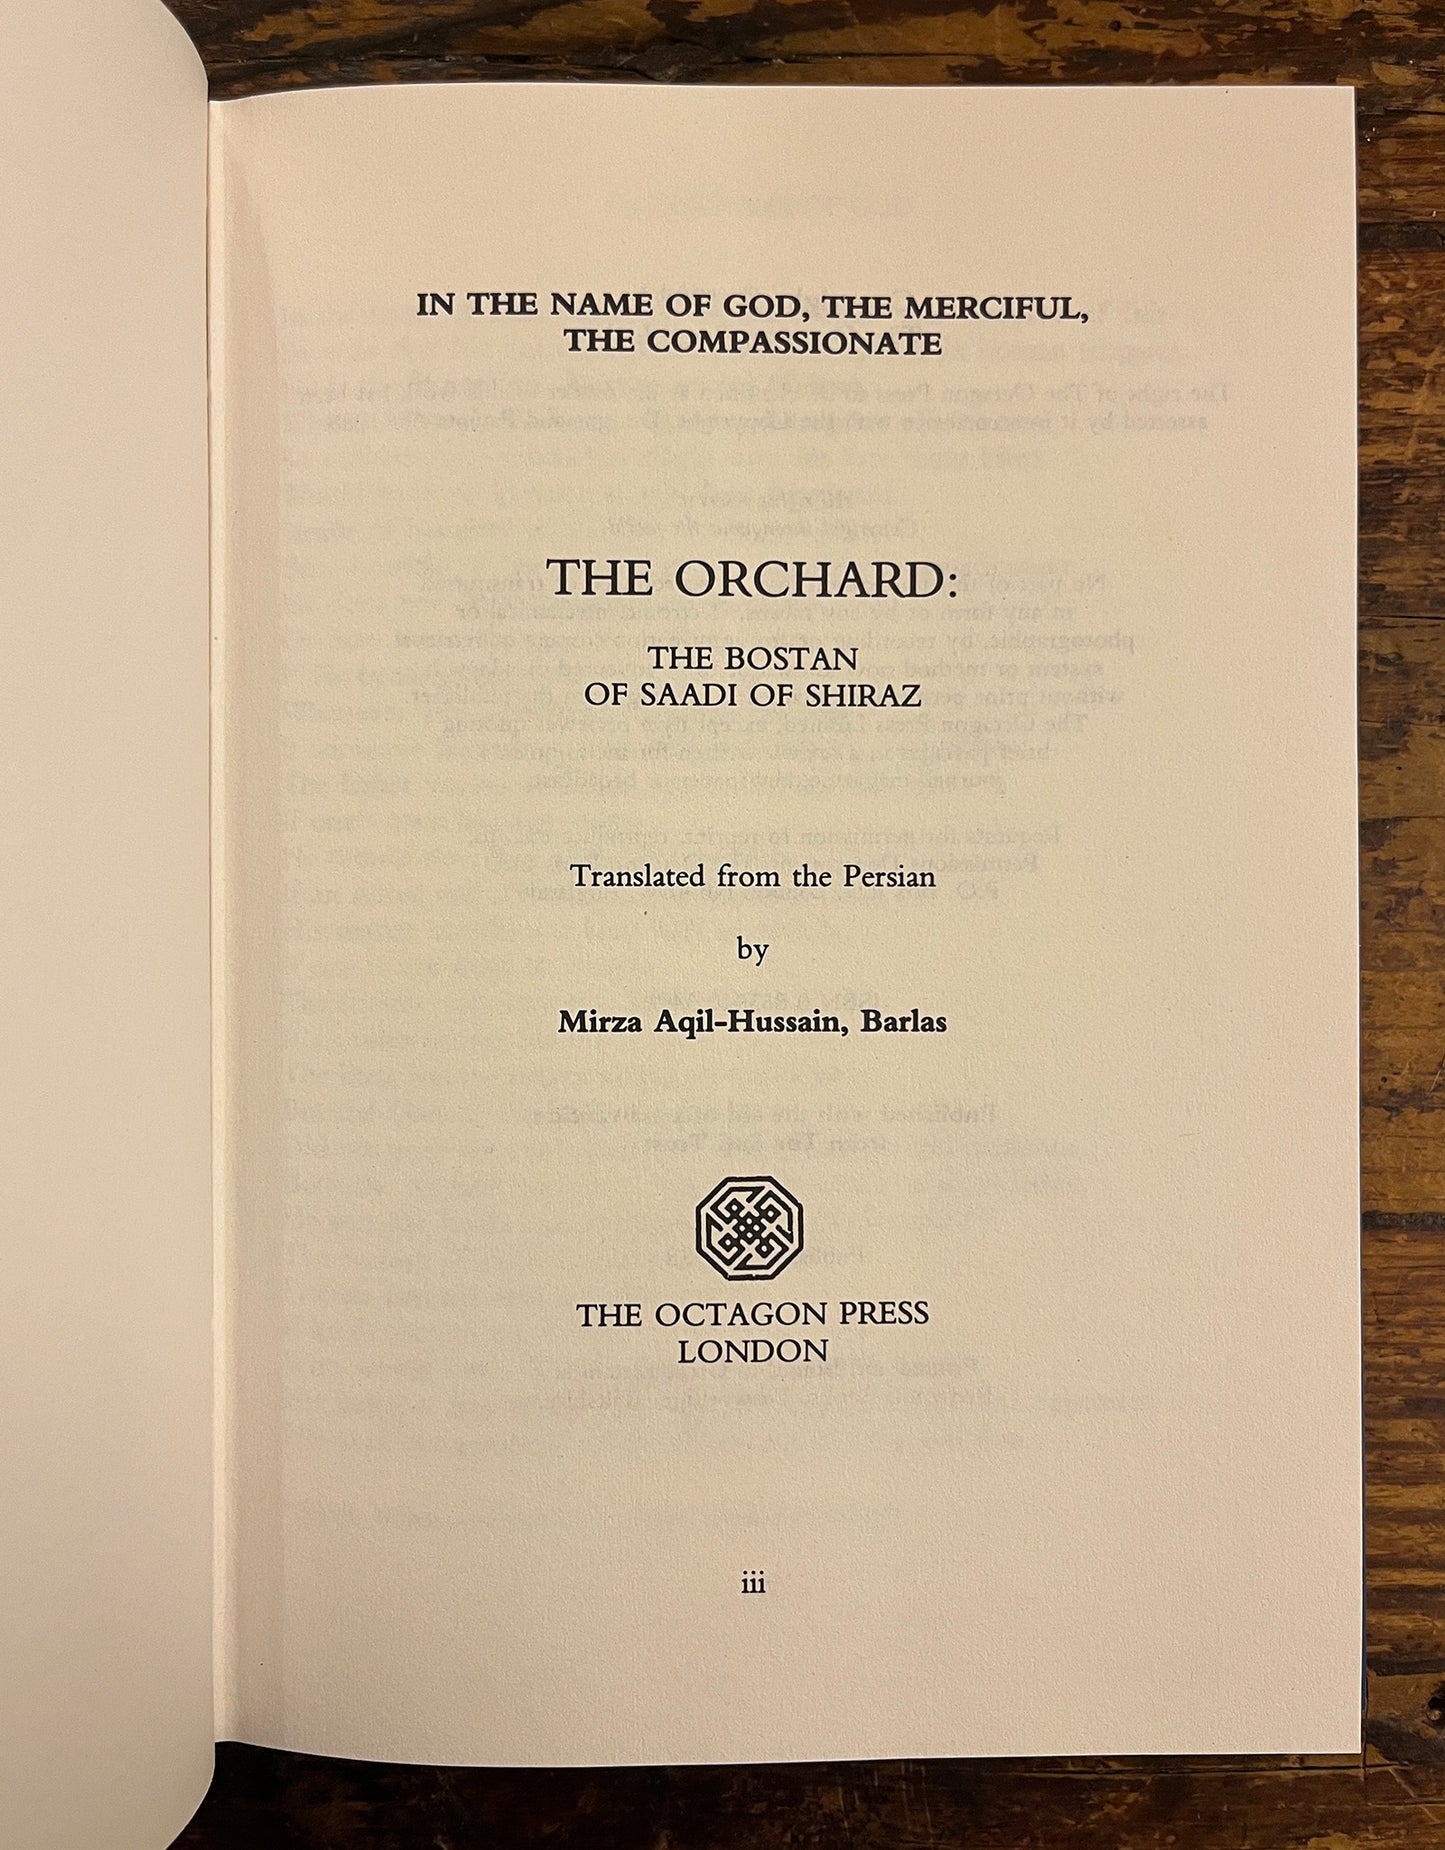 IN THE NAME OF GOD, THE MERCIFUL,
THE COMPASSIONATE
THE ORCHARD:
THE BOSTAN
OF SAADI OF SHIRAZ
Translated from the Persian
by
Mirza Aqil-Hussain, Barlas
THE OCTAGON PRESS
LONDON
iii